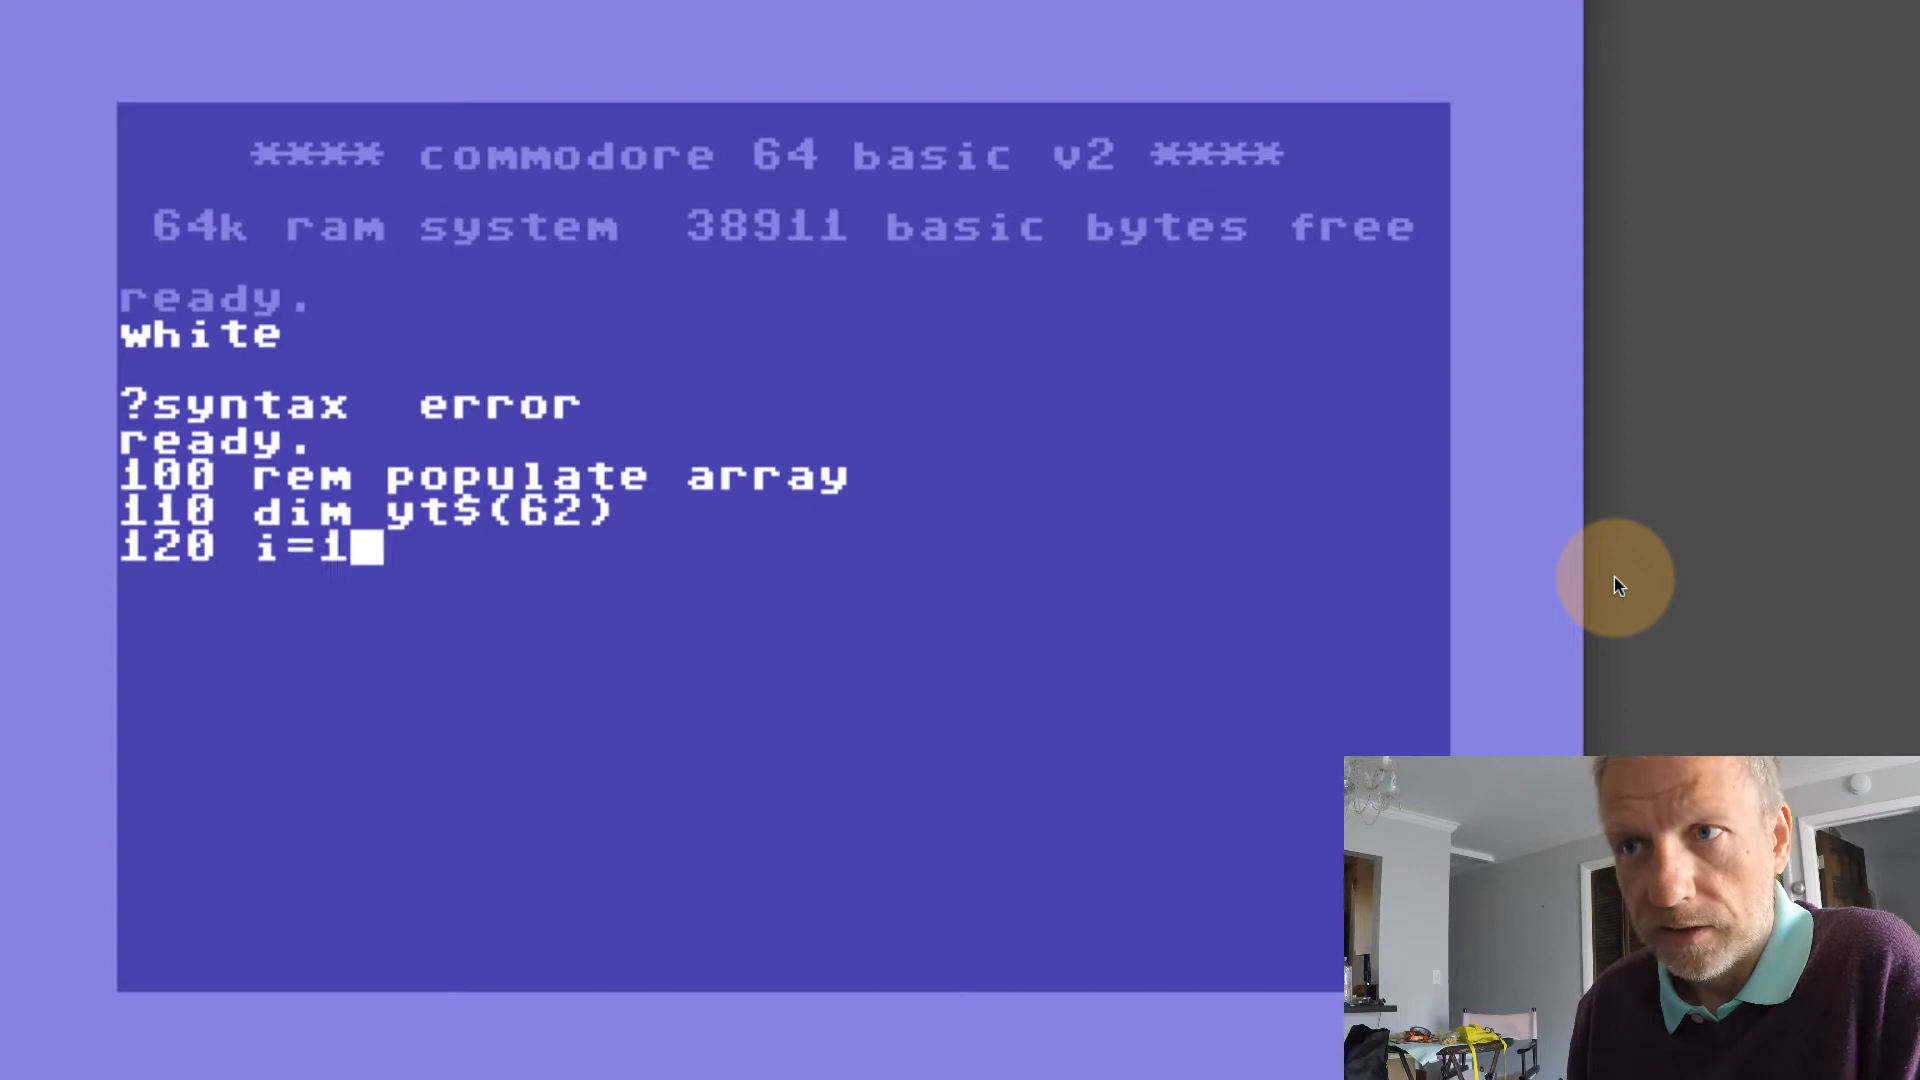 **** commodore 64 basic v2 ****
64k ram system  38911 basic bytes free
ready.
white
?syntax  error
ready.
100 rem populate array
110 dim yt$(62)
120 i=1